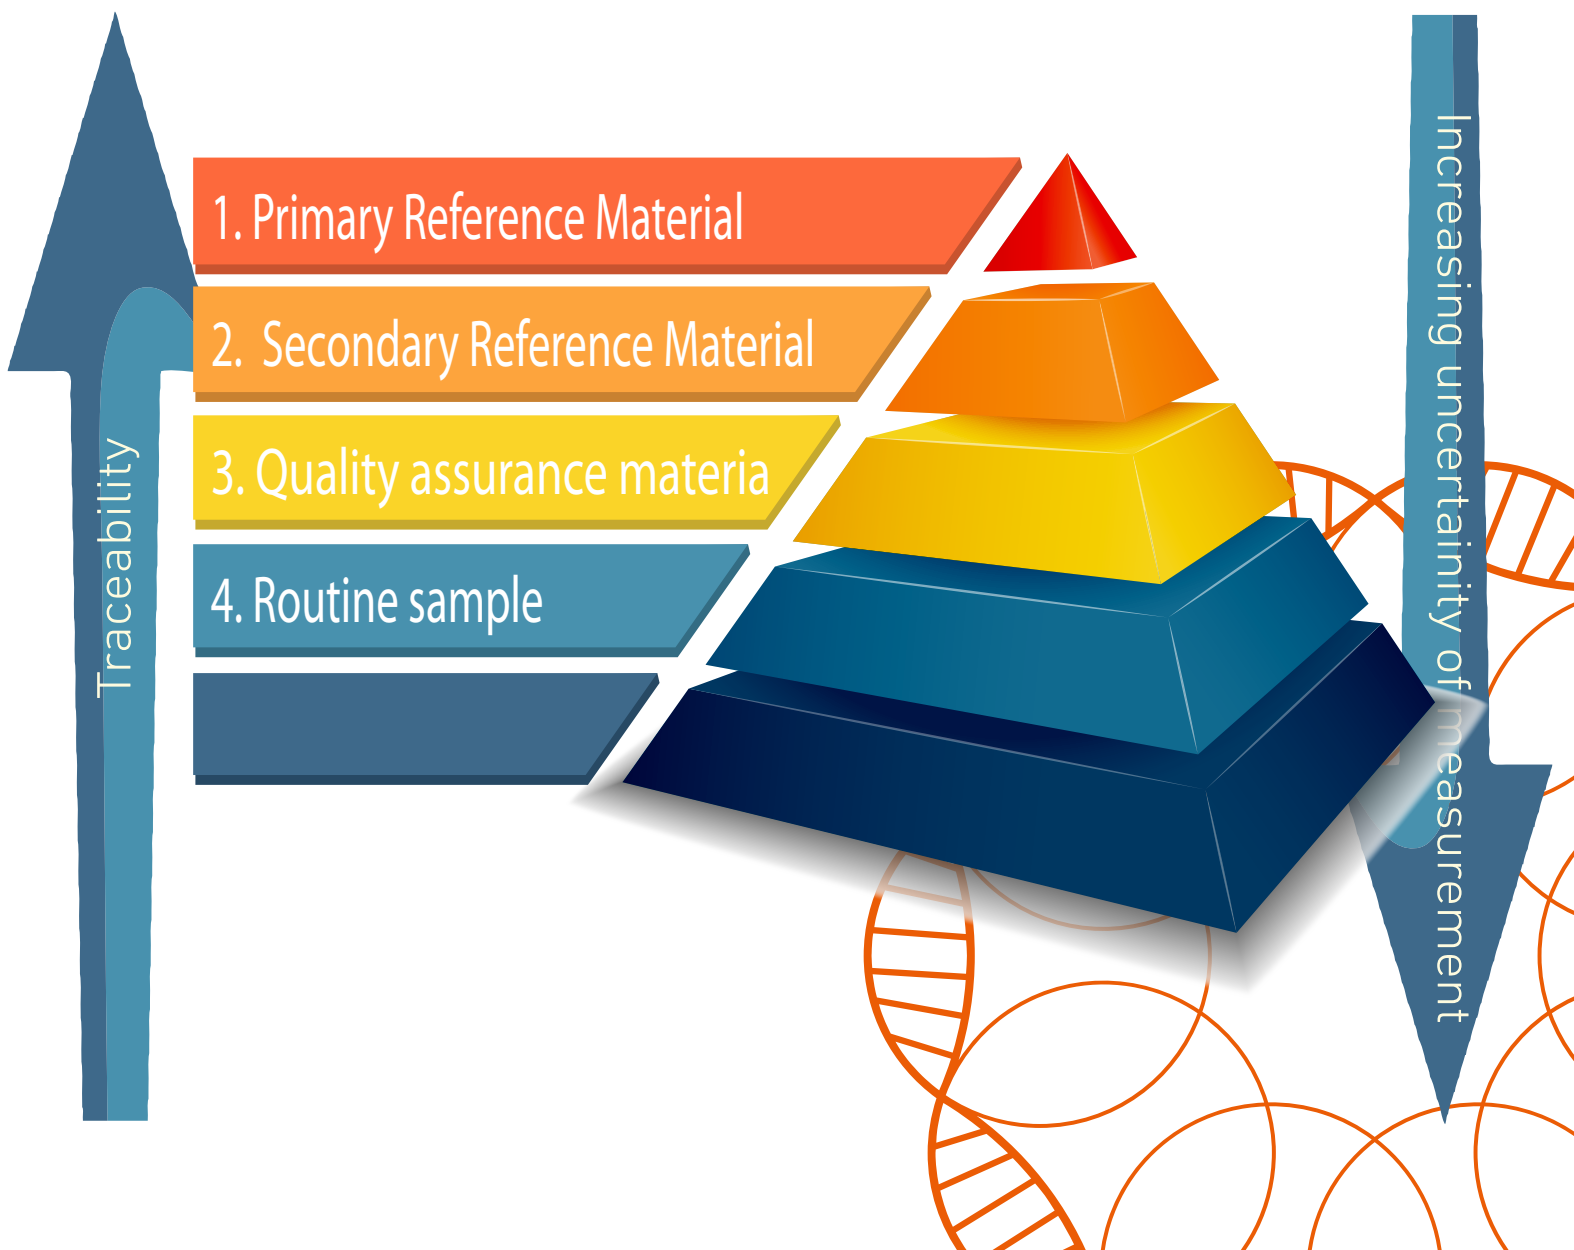 1. Primary Reference Material
2. Secondary Reference Material
3. Quality assurance materia
4. Routine sample
Traceability
Increasing uncertainity of measurement